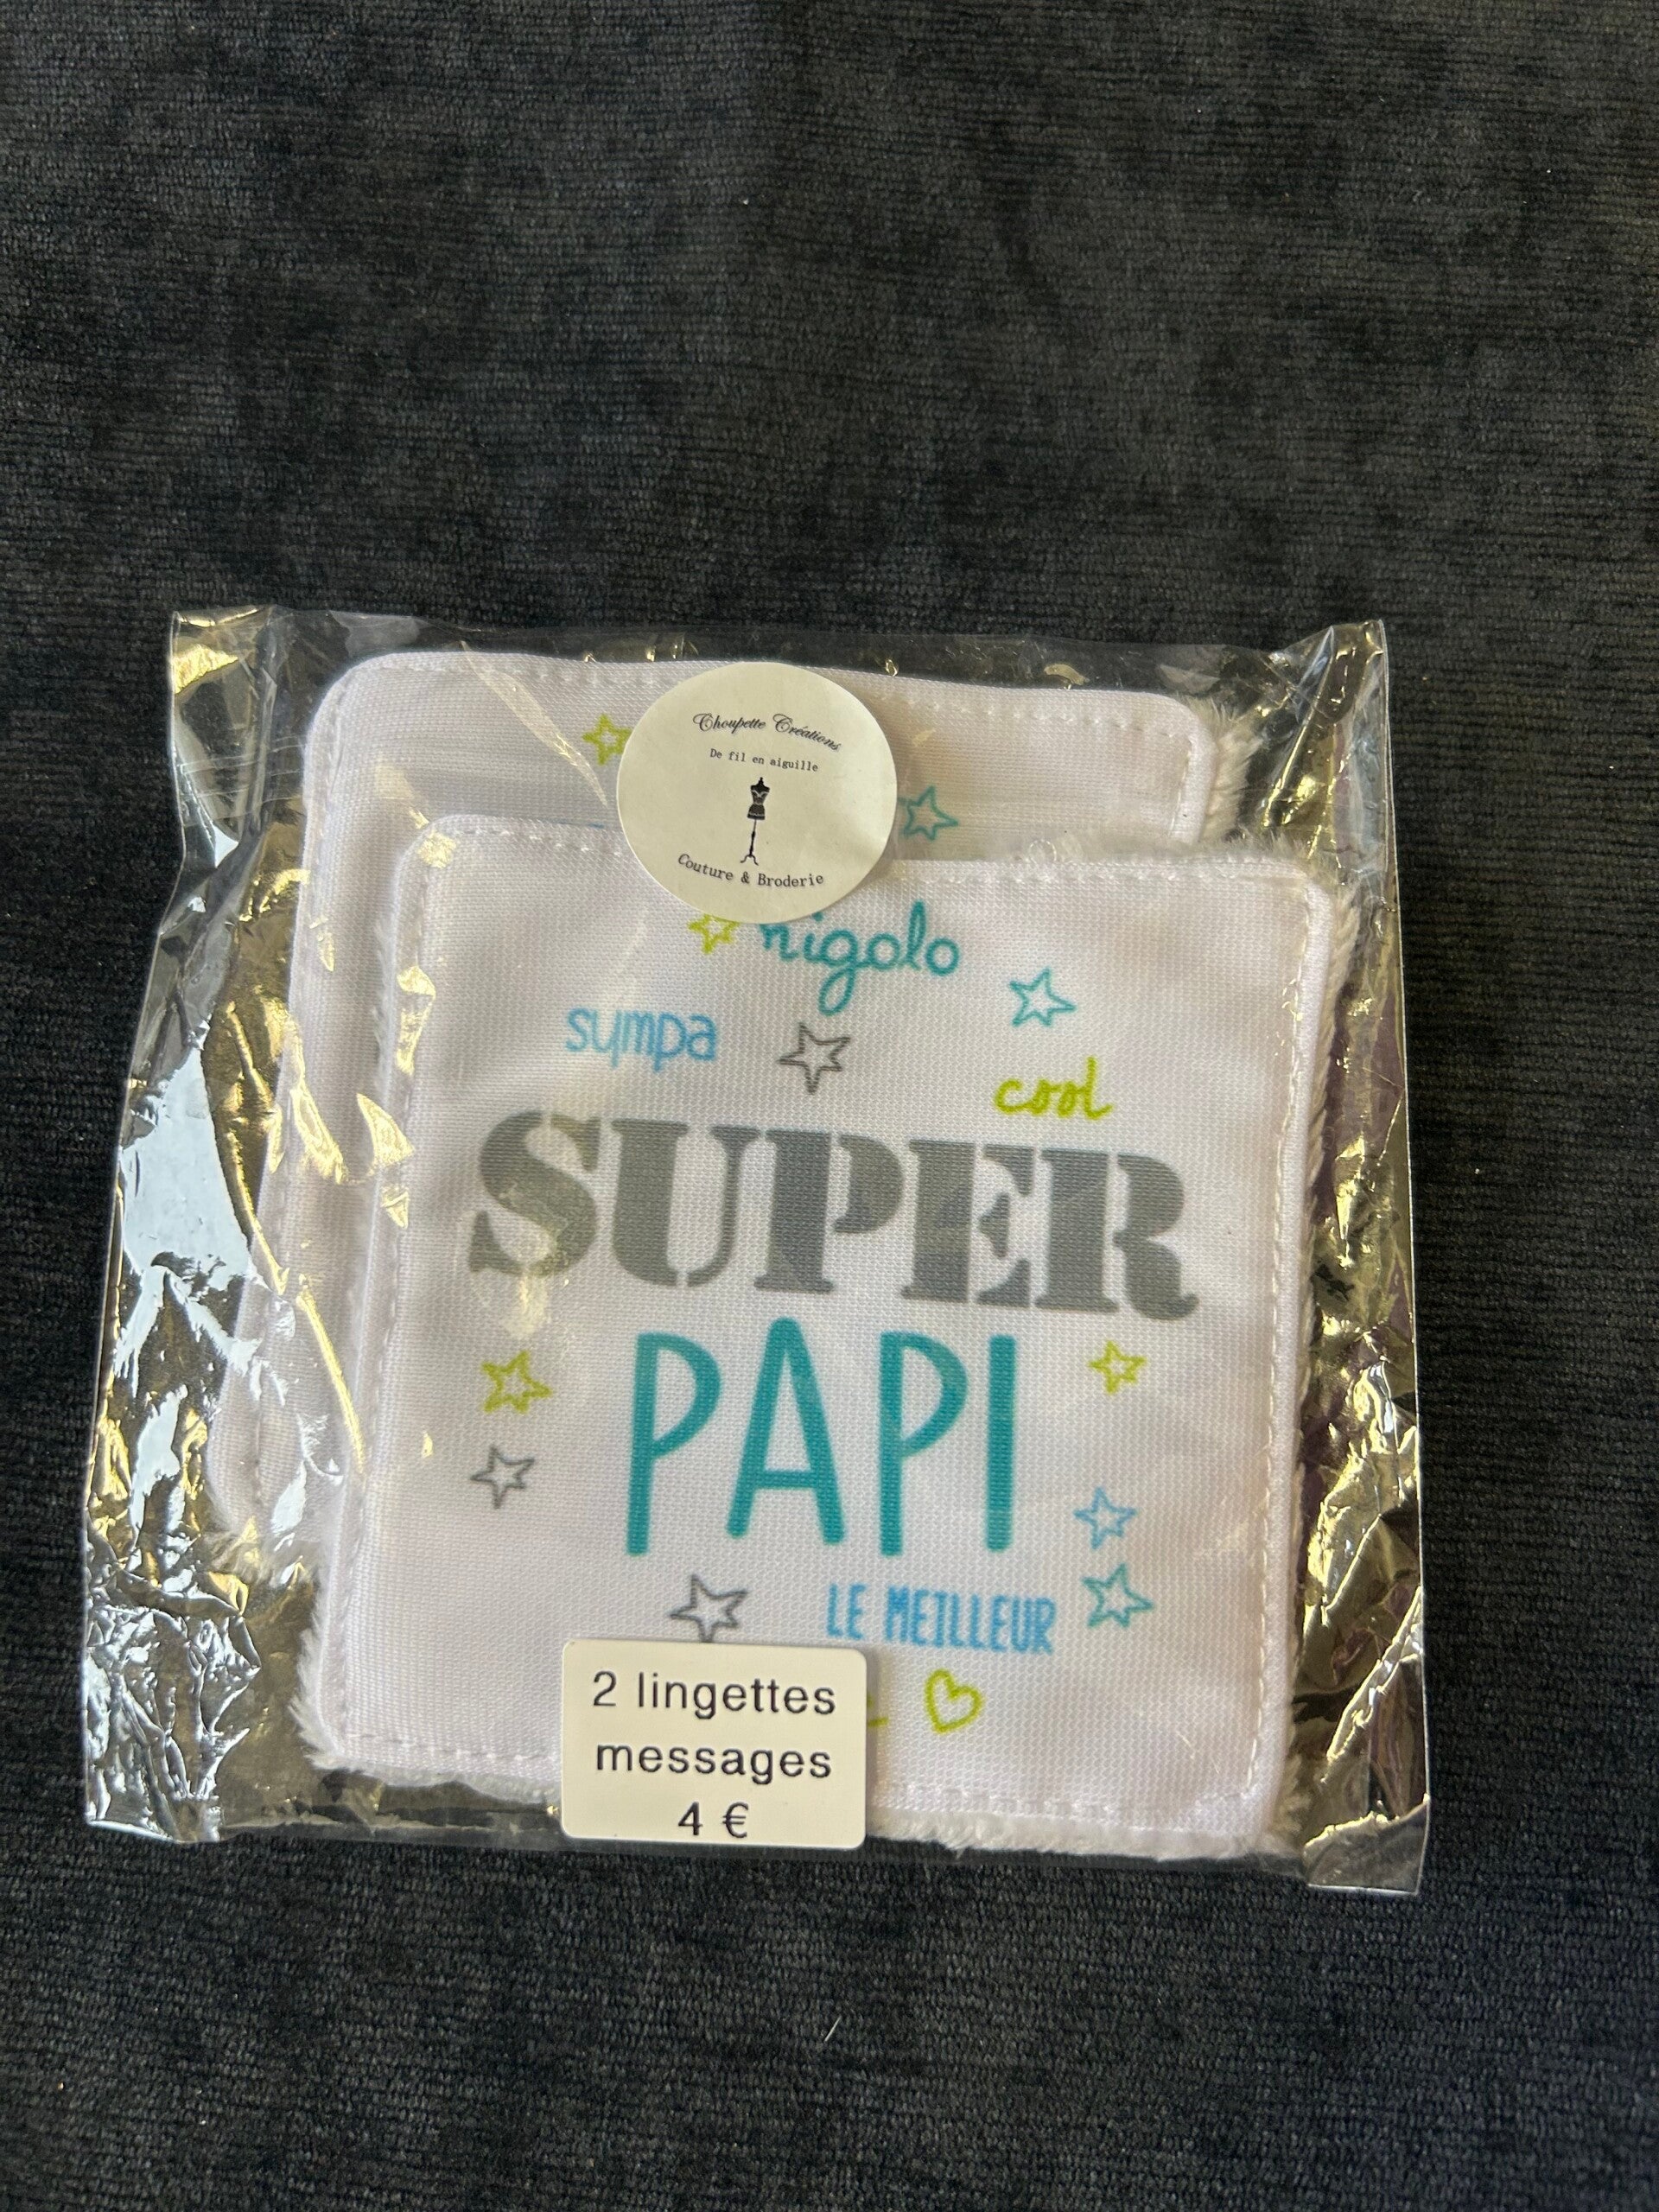 Choupette Créations
De fil en aiguille
Couture & Broderie
rigolo
sympa
cool
SUPER
PAPI
LE MEILLEUR
2 lingettes
messages
4 €